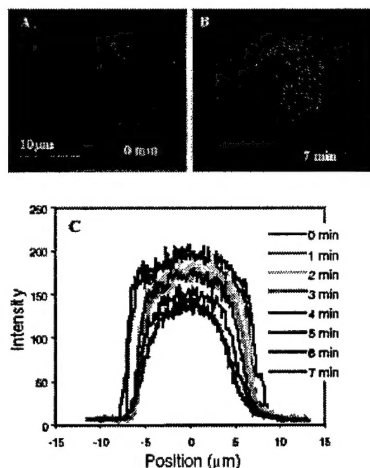 A
B
10μm
0 min
7 min
C
250
200
150
100
50
0
Intensity
0 min
1 min
2 min
3 min
4 min
5 min
6 min
7 min
-15 -10 -5 0 5 10 15
Position (μm)